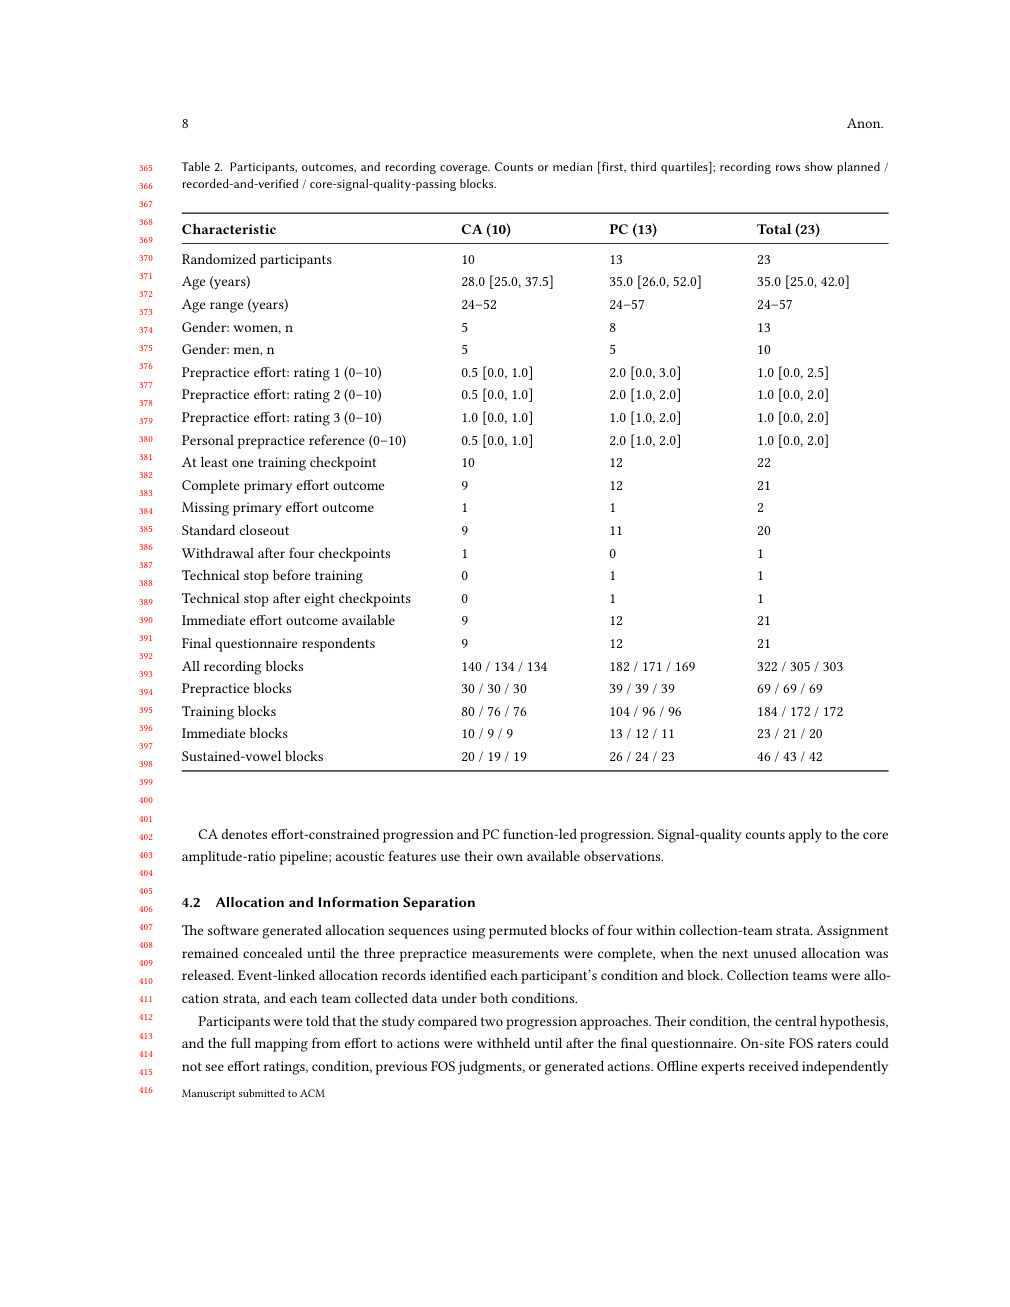 8 Anon.
365 Table 2. Participants, outcomes, and recording coverage. Counts or median [first, third quartiles]; recording rows show planned /
366 recorded-and-verified / core-signal-quality-passing blocks.
367
368
369 Characteristic CA (10) PC (13) Total (23)
370 Randomized participants 10 13 23
371 Age (years) 28.0 [25.0, 37.5] 35.0 [26.0, 52.0] 35.0 [25.0, 42.0]
372
373 Age range (years) 24–52 24–57 24–57
374 Gender: women, n 5 8 13
375 Gender: men, n 5 5 10
376 Prepractice effort: rating 1 (0–10) 0.5 [0.0, 1.0] 2.0 [0.0, 3.0] 1.0 [0.0, 2.5]
377
378 Prepractice effort: rating 2 (0–10) 0.5 [0.0, 1.0] 2.0 [1.0, 2.0] 1.0 [0.0, 2.0]
379 Prepractice effort: rating 3 (0–10) 1.0 [0.0, 1.0] 1.0 [1.0, 2.0] 1.0 [0.0, 2.0]
380 Personal prepractice reference (0–10) 0.5 [0.0, 1.0] 2.0 [1.0, 2.0] 1.0 [0.0, 2.0]
381 At least one training checkpoint 10 12 22
382
383 Complete primary effort outcome 9 12 21
384 Missing primary effort outcome 1 1 2
385 Standard closeout 9 11 20
386 Withdrawal after four checkpoints 1 0 1
387
388 Technical stop before training 0 1 1
389 Technical stop after eight checkpoints 0 1 1
390 Immediate effort outcome available 9 12 21
391 Final questionnaire respondents 9 12 21
392
393 All recording blocks 140 / 134 / 134 182 / 171 / 169 322 / 305 / 303
394 Prepractice blocks 30 / 30 / 30 39 / 39 / 39 69 / 69 / 69
395 Training blocks 80 / 76 / 76 104 / 96 / 96 184 / 172 / 172
396 Immediate blocks 10 / 9 / 9 13 / 12 / 11 23 / 21 / 20
397
398 Sustained-vowel blocks 20 / 19 / 19 26 / 24 / 23 46 / 43 / 42
399
400
401
402 CA denotes effort-constrained progression and PC function-led progression. Signal-quality counts apply to the core
403 amplitude-ratio pipeline; acoustic features use their own available observations.
404
405
406 4.2 Allocation and Information Separation
407 The software generated allocation sequences using permuted blocks of four within collection-team strata. Assignment
408 remained concealed until the three prepractice measurements were complete, when the next unused allocation was
409
410 released. Event-linked allocation records identified each participant's condition and block. Collection teams were allo-
411 cation strata, and each team collected data under both conditions.
412 Participants were told that the study compared two progression approaches. Their condition, the central hypothesis,
413 and the full mapping from effort to actions were withheld until after the final questionnaire. On-site FOS raters could
414
415 not see effort ratings, condition, previous FOS judgments, or generated actions. Offline experts received independently
416 Manuscript submitted to ACM